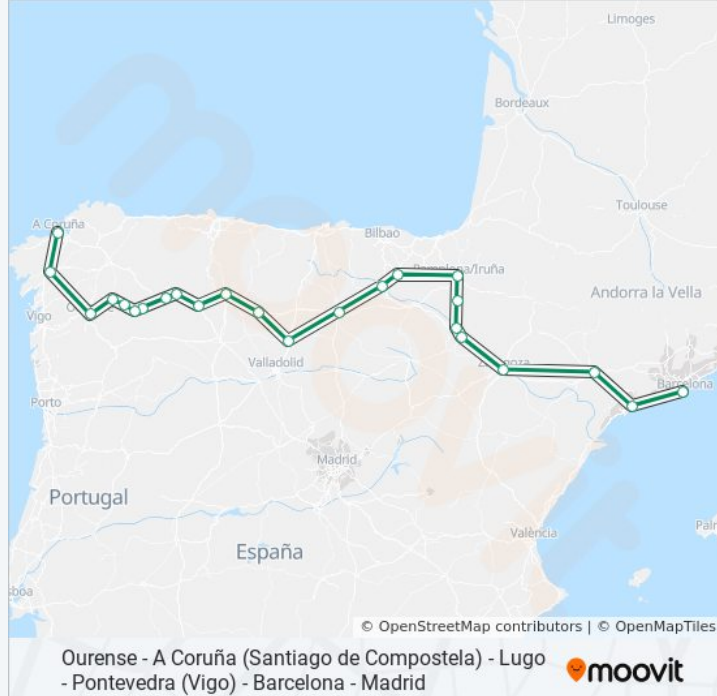 Limoges
Bordeaux
Toulouse
A Coruña
Bilbao
Pamplona/Iruña
Andorra la Vella
Vigo
Valladolid
Barcelona
Porto
Madrid
Portugal
València
España
© OpenStreetMap contributors | © OpenMapTiles
Ourense - A Coruña (Santiago de Compostela) - Lugo
- Pontevedra (Vigo) - Barcelona - Madrid
moovit